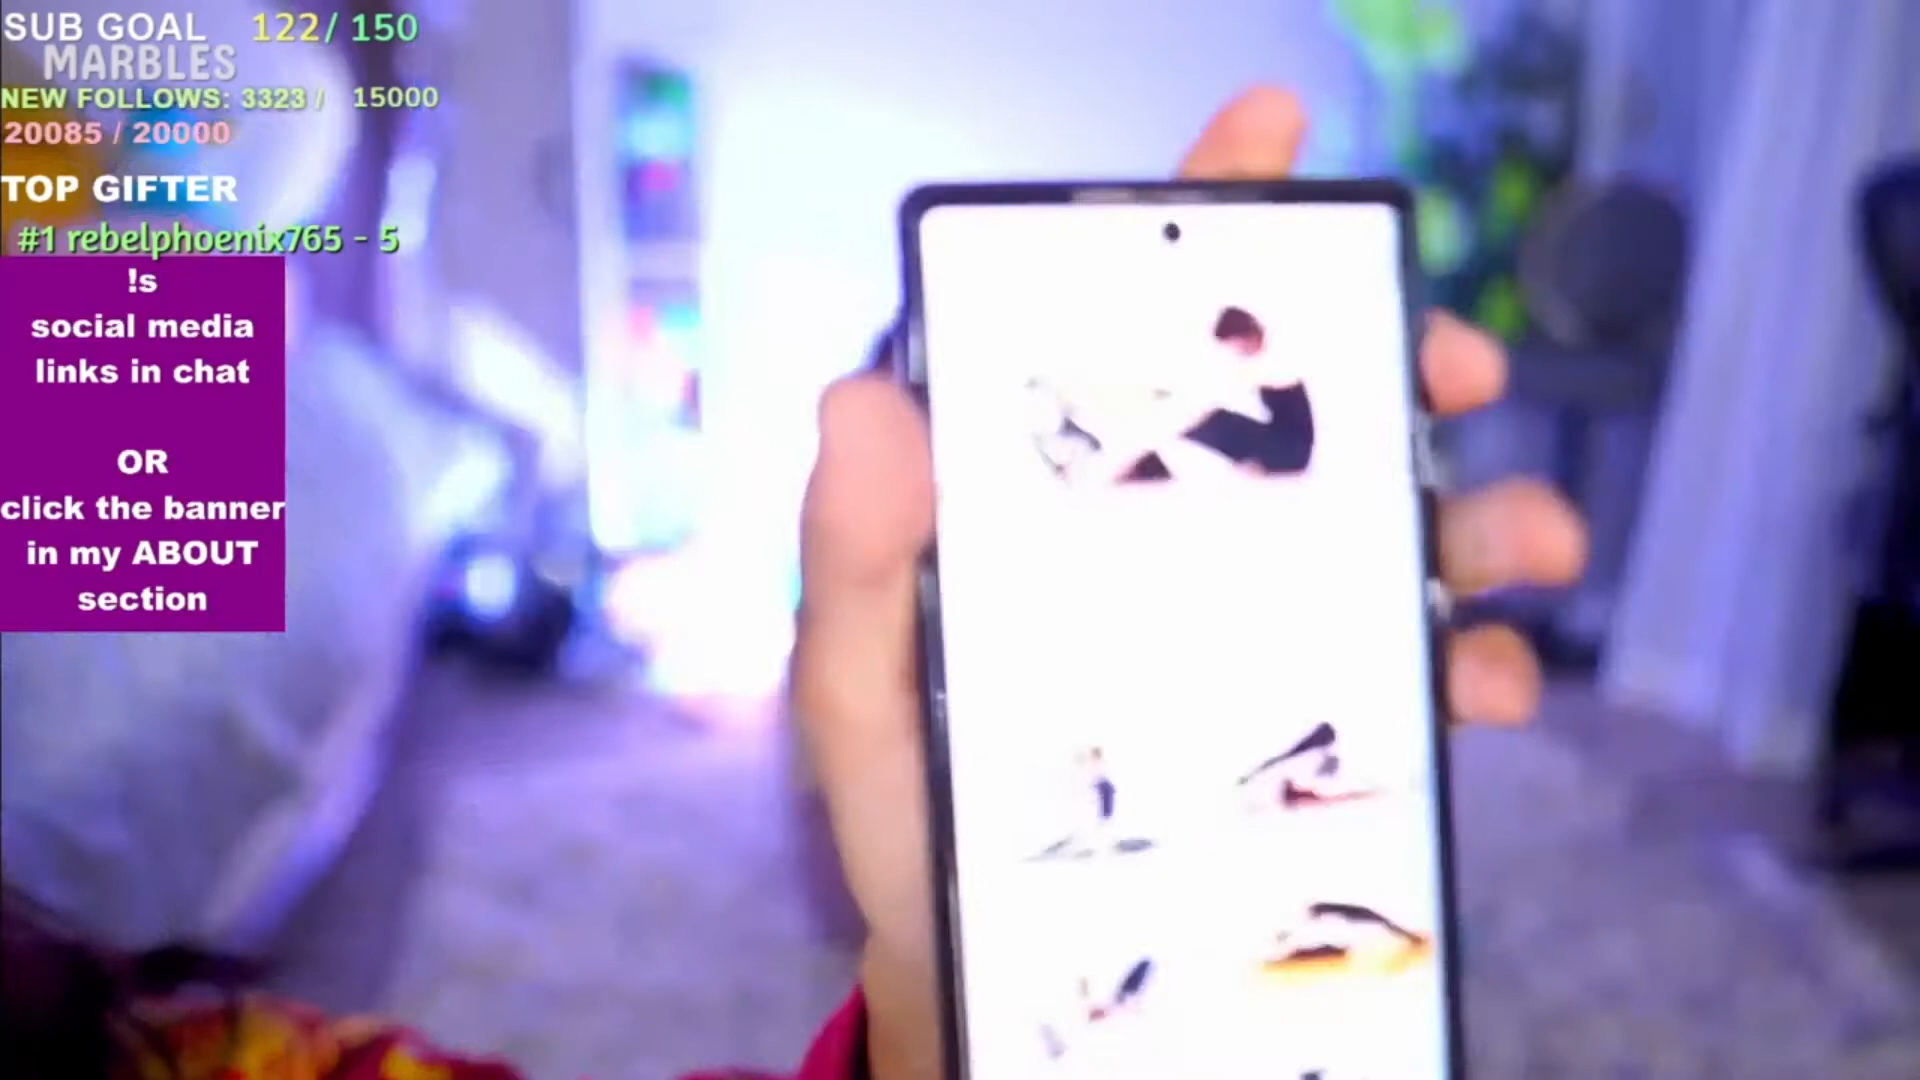 SUB GOAL 122 / 150
MARBLES
NEW FOLLOWS: 3323 / 15000
20085 / 20000
TOP GIFTER
#1 rebelphoenix765 - 5
!s
social media
links in chat
OR
click the banner
in my ABOUT
section